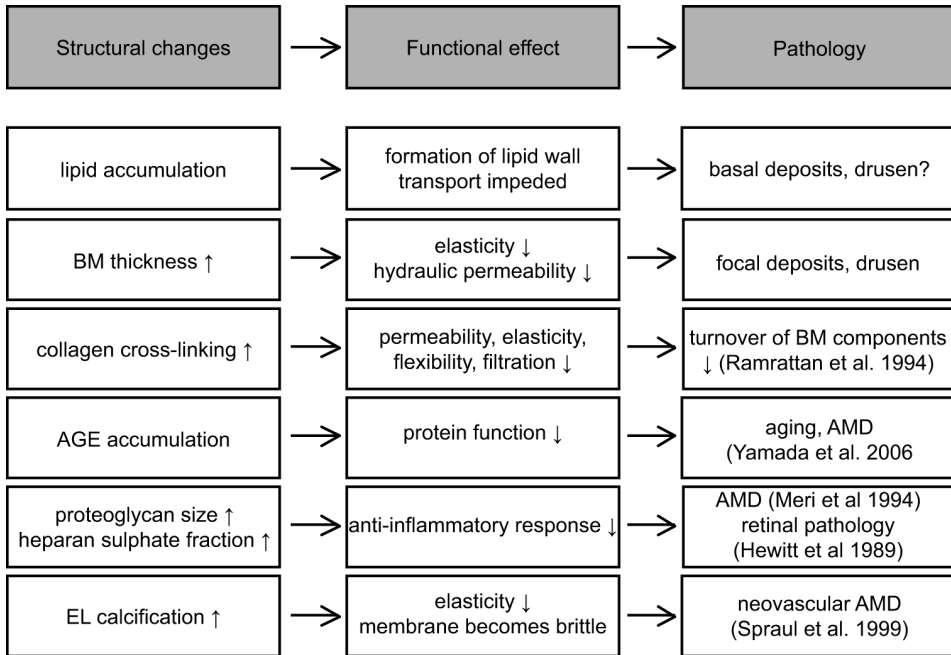 Structural changes
Functional effect
Pathology
lipid accumulation
formation of lipid wall
transport impeded
basal deposits, drusen?
BM thickness ↑
elasticity ↓
hydraulic permeability ↓
focal deposits, drusen
collagen cross-linking ↑
permeability, elasticity,
flexibility, filtration ↓
turnover of BM components
↓ (Ramrattan et al. 1994)
AGE accumulation
protein function ↓
aging, AMD
(Yamada et al. 2006
proteoglycan size ↑
heparan sulphate fraction ↑
anti-inflammatory response ↓
AMD (Meri et al 1994)
retinal pathology
(Hewitt et al 1989)
EL calcification ↑
elasticity ↓
membrane becomes brittle
neovascular AMD
(Spraul et al. 1999)